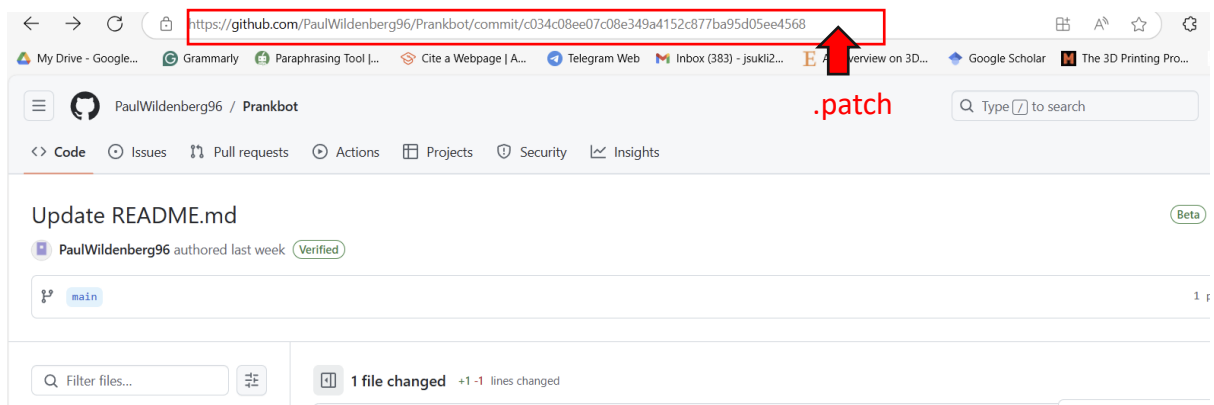 https://github.com/PaulWildenberg96/Prankbot/commit/c034c08ee07c08e349a4152c877ba95d05ee4568
My Drive - Google... Grammarly Paraphrasing Tool |... Cite a Webpage | A... Telegram Web Inbox (383) - jsukli2... verview on 3D... Google Scholar The 3D Printing Pro...
PaulWildenberg96 / Prankbot
.patch
Type / to search
Code Issues Pull requests Actions Projects Security Insights
Update README.md
Beta
PaulWildenberg96 authored last week Verified
main
1
Filter files...
1 file changed +1 -1 lines changed